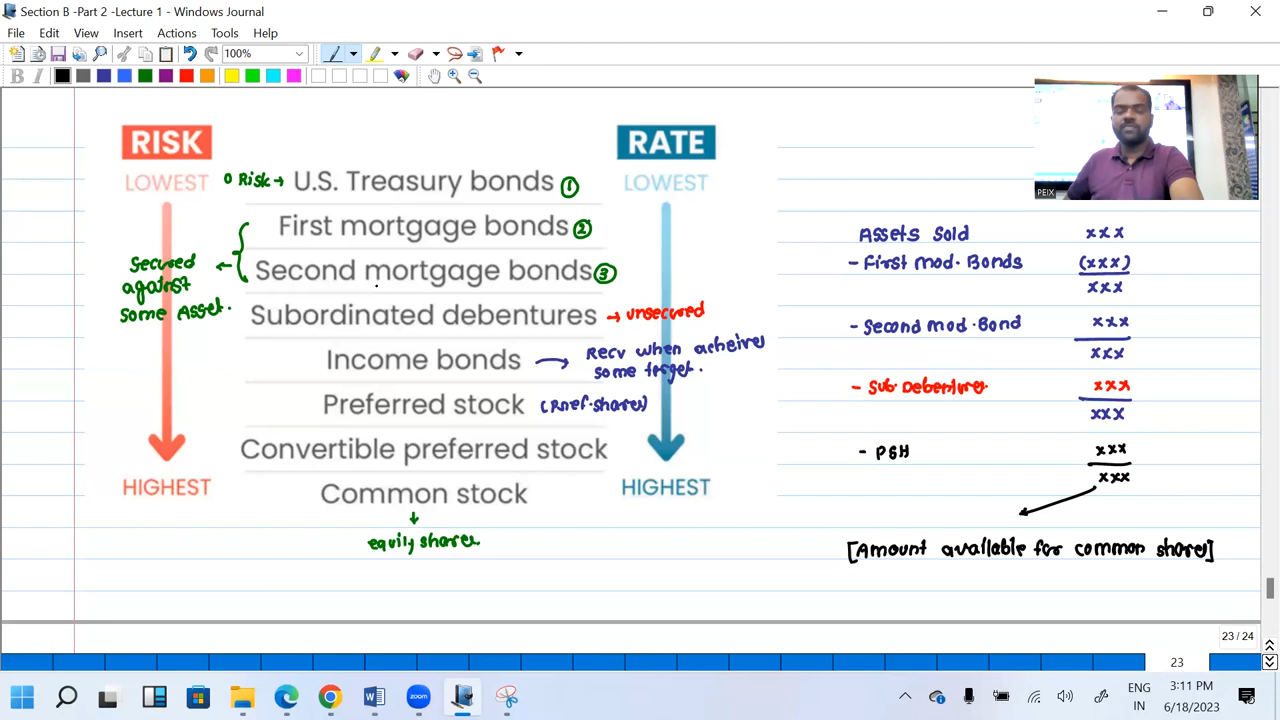 Section B -Part 2 -Lecture 1 - Windows Journal
File Edit View Insert Actions Tools Help
100%
B I
PEIX
RISK
RATE
LOWEST
0 Risk → U.S. Treasury bonds ①
LOWEST
First mortgage bonds ②
Second mortgage bonds ③
Secured
against
some Asset.
Subordinated debentures → unsecured
Income bonds → Recv when acheives
some target.
Preferred stock (Pref.shares)
Convertible preferred stock
HIGHEST
Common stock
HIGHEST
equity shares
Assets Sold xxx
- First mod. Bonds (xxx)
xxx
- Second mod. Bond xxx
xxx
- Sub Debentures xxx
xxx
- PSH xxx
xxx
[Amount available for common shares]
23 / 24
23
zoom
ENG
IN
3:11 PM
6/18/2023